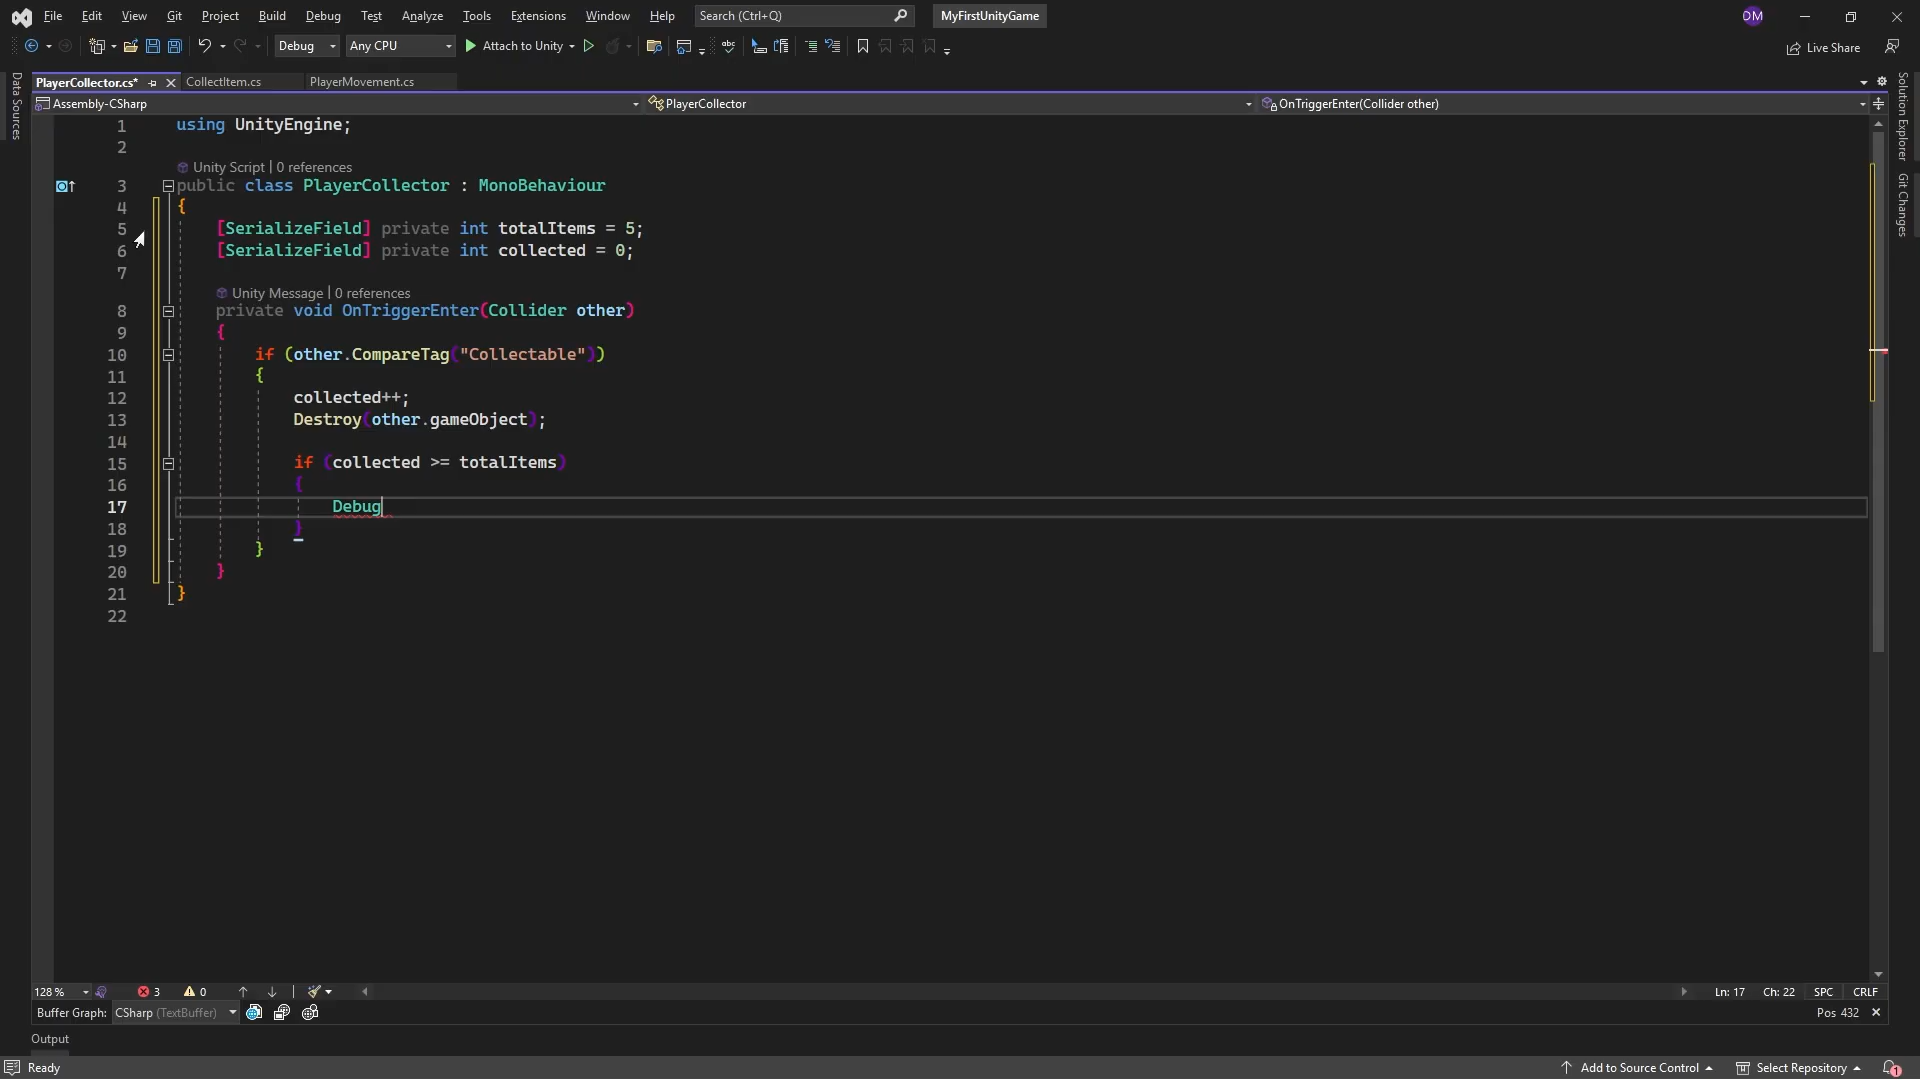 File Edit View Git Project Build Debug Test Analyze Tools Extensions Window Help Search (Ctrl+Q) MyFirstUnityGame DM
Debug Any CPU Attach to Unity Live Share
PlayerCollector.cs* CollectItem.cs PlayerMovement.cs
Assembly-CSharp PlayerCollector OnTriggerEnter(Collider other)
Data Sources
Solution Explorer
Git Changes
1 using UnityEngine;
2
Unity Script | 0 references
3 public class PlayerCollector : MonoBehaviour
4 {
5 [SerializeField] private int totalItems = 5;
6 [SerializeField] private int collected = 0;
7
Unity Message | 0 references
8 private void OnTriggerEnter(Collider other)
9 {
10 if (other.CompareTag("Collectable"))
11 {
12 collected++;
13 Destroy(other.gameObject);
14
15 if (collected >= totalItems)
16 {
17 Debug
18 }
19 }
20 }
21 }
22
128 % 3 0 Ln: 17 Ch: 22 SPC CRLF
Buffer Graph: CSharp (TextBuffer) Pos 432
Output
Ready Add to Source Control Select Repository 1